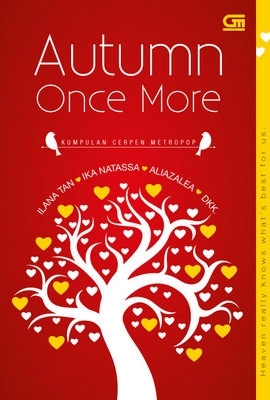 GM
Autumn
Once More
KUMPULAN CERPEN METROPOP
ILANA TAN ♥ IKA NATASSA ♥ ALIAZALEA ♥ DKK
Heaven really knows what's best for us.